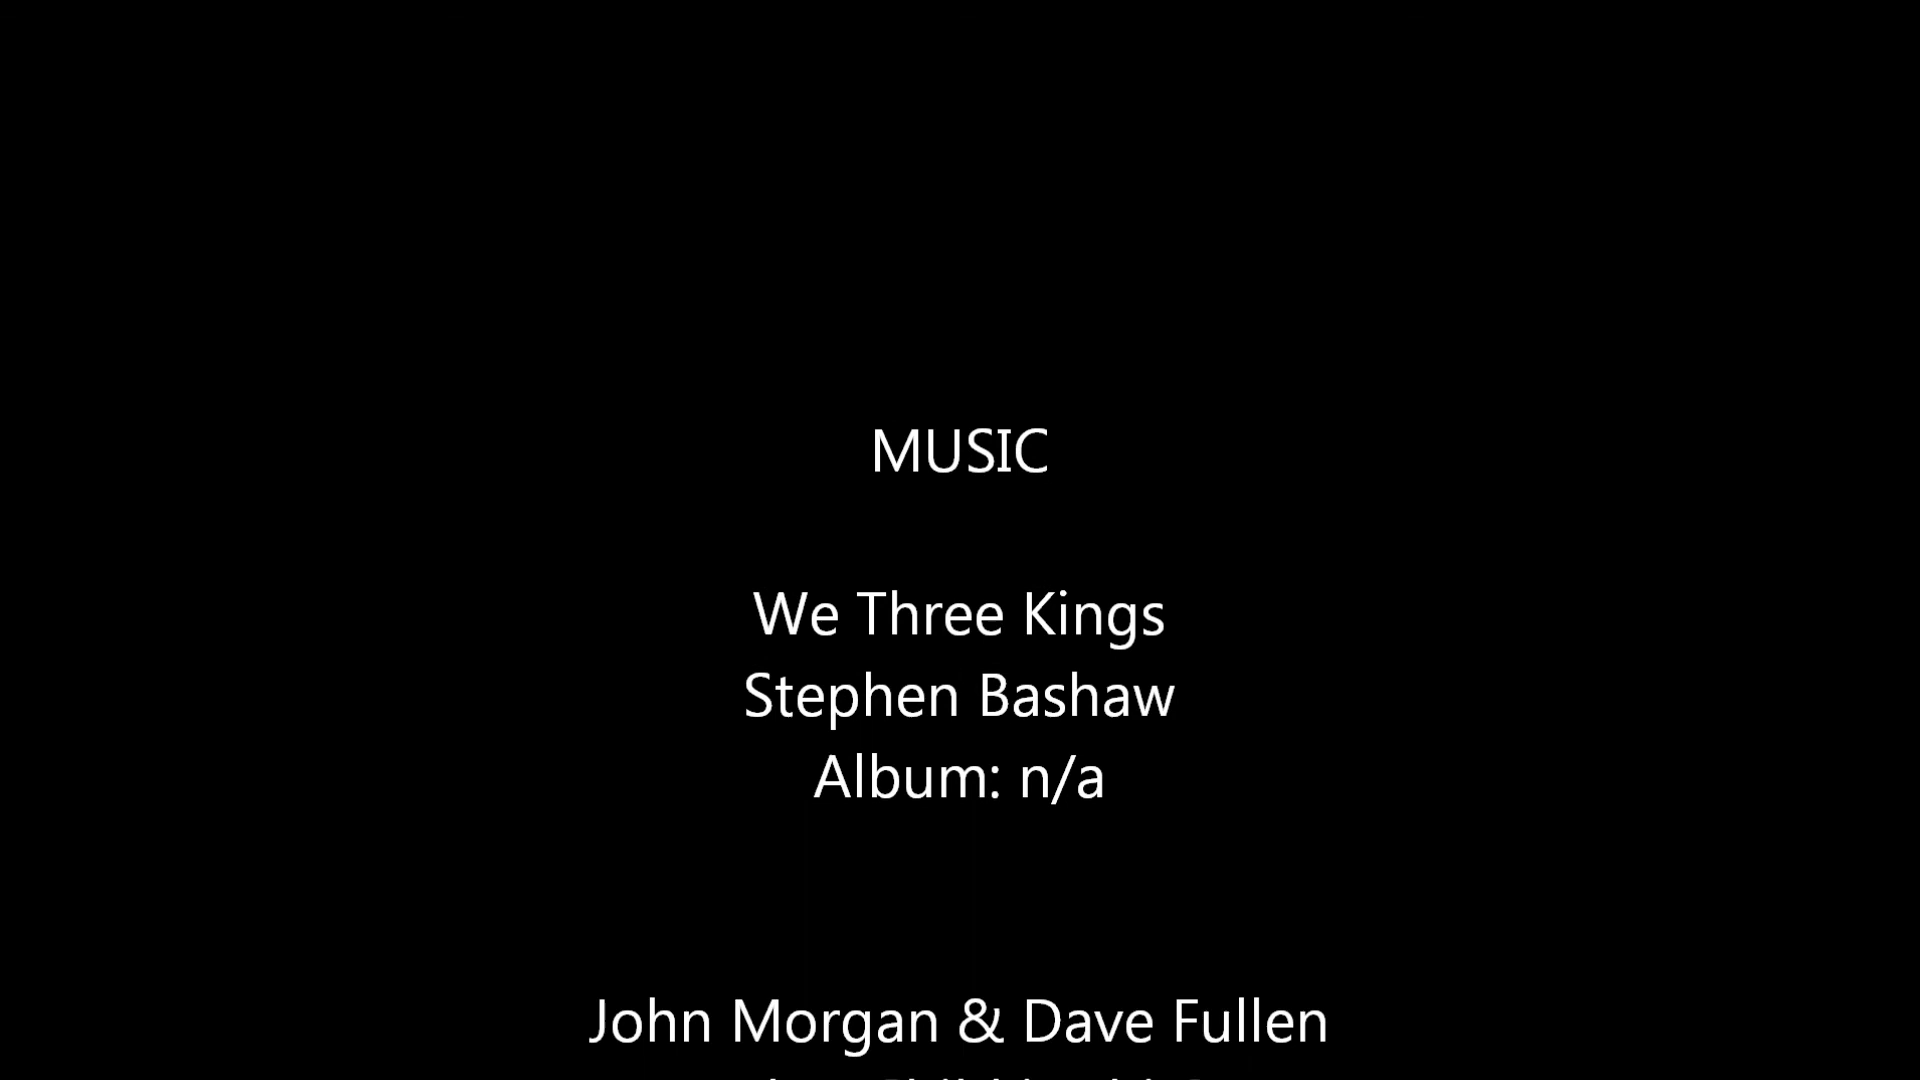 MUSIC
We Three Kings
Stephen Bashaw
Album: n/a
John Morgan & Dave Fullen